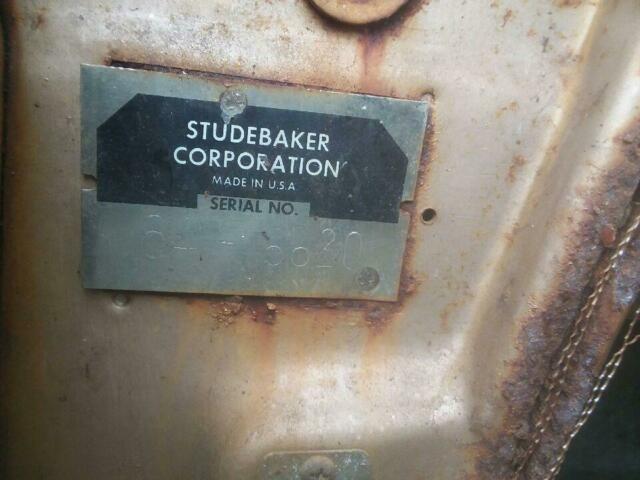 STUDEBAKER
CORPORATION
MADE IN U.S.A
SERIAL NO.